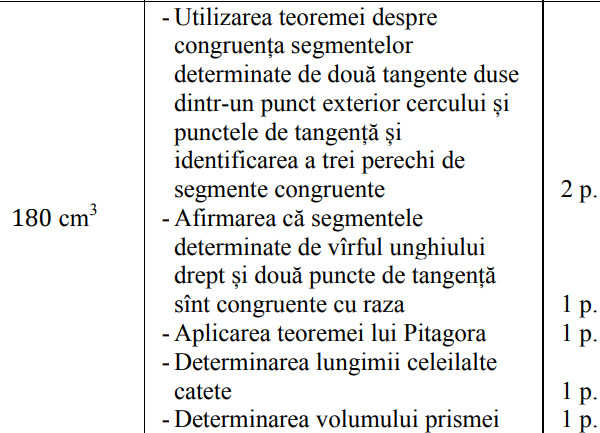 - Utilizarea teoremei despre
congruența segmentelor
determinate de două tangente duse
dintr-un punct exterior cercului și
punctele de tangență și
identificarea a trei perechi de
segmente congruente 2 p.
180 cm³
- Afirmarea că segmentele
determinate de vîrful unghiului
drept și două puncte de tangență
sînt congruente cu raza 1 p.
- Aplicarea teoremei lui Pitagora 1 p.
- Determinarea lungimii celeilalte
catete 1 p.
- Determinarea volumului prismei 1 p.